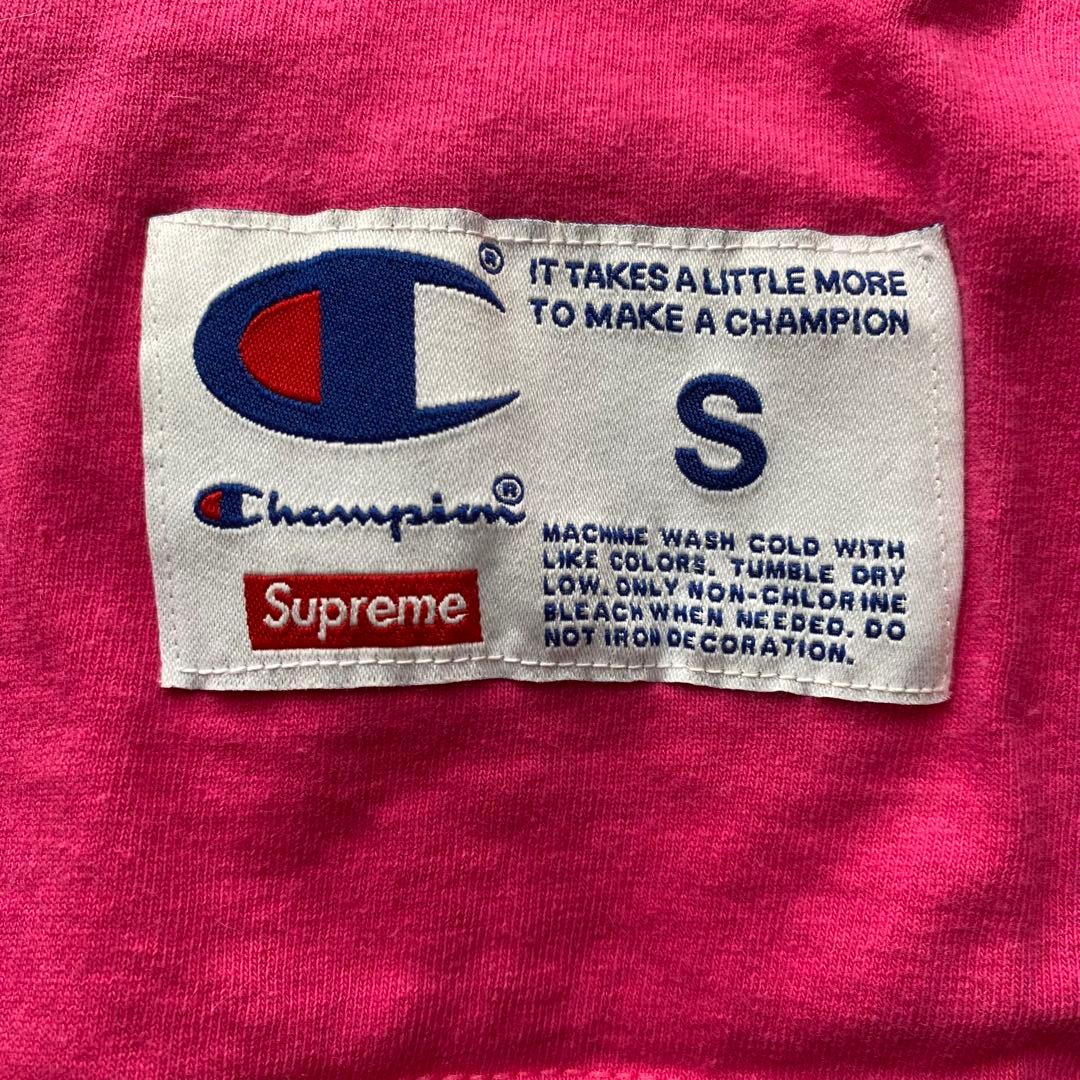 ®
IT TAKES A LITTLE MORE
TO MAKE A CHAMPION
S
Champion®
Supreme
MACHINE WASH COLD WITH
LIKE COLORS. TUMBLE DRY
LOW. ONLY NON-CHLORINE
BLEACH WHEN NEEDED. DO
NOT IRON DECORATION.